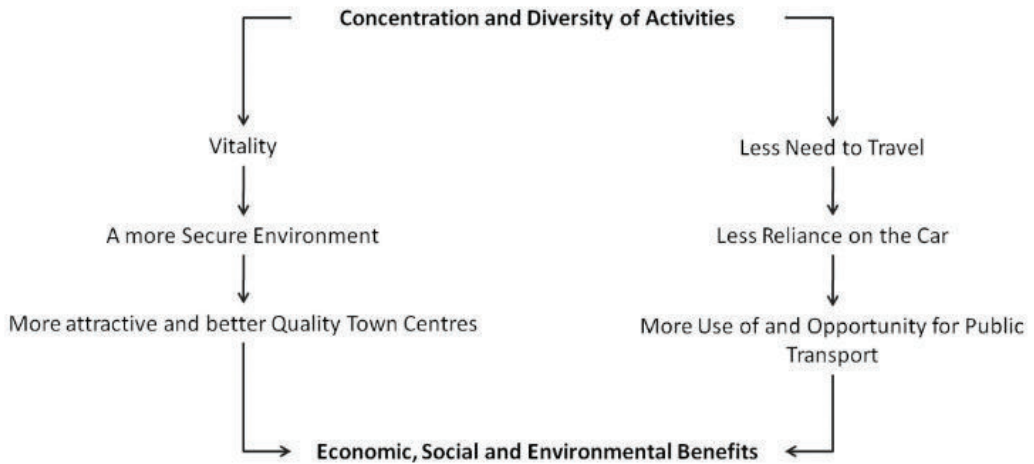 Concentration and Diversity of Activities
Vitality
Less Need to Travel
A more Secure Environment
Less Reliance on the Car
More attractive and better Quality Town Centres
More Use of and Opportunity for Public
Transport
Economic, Social and Environmental Benefits